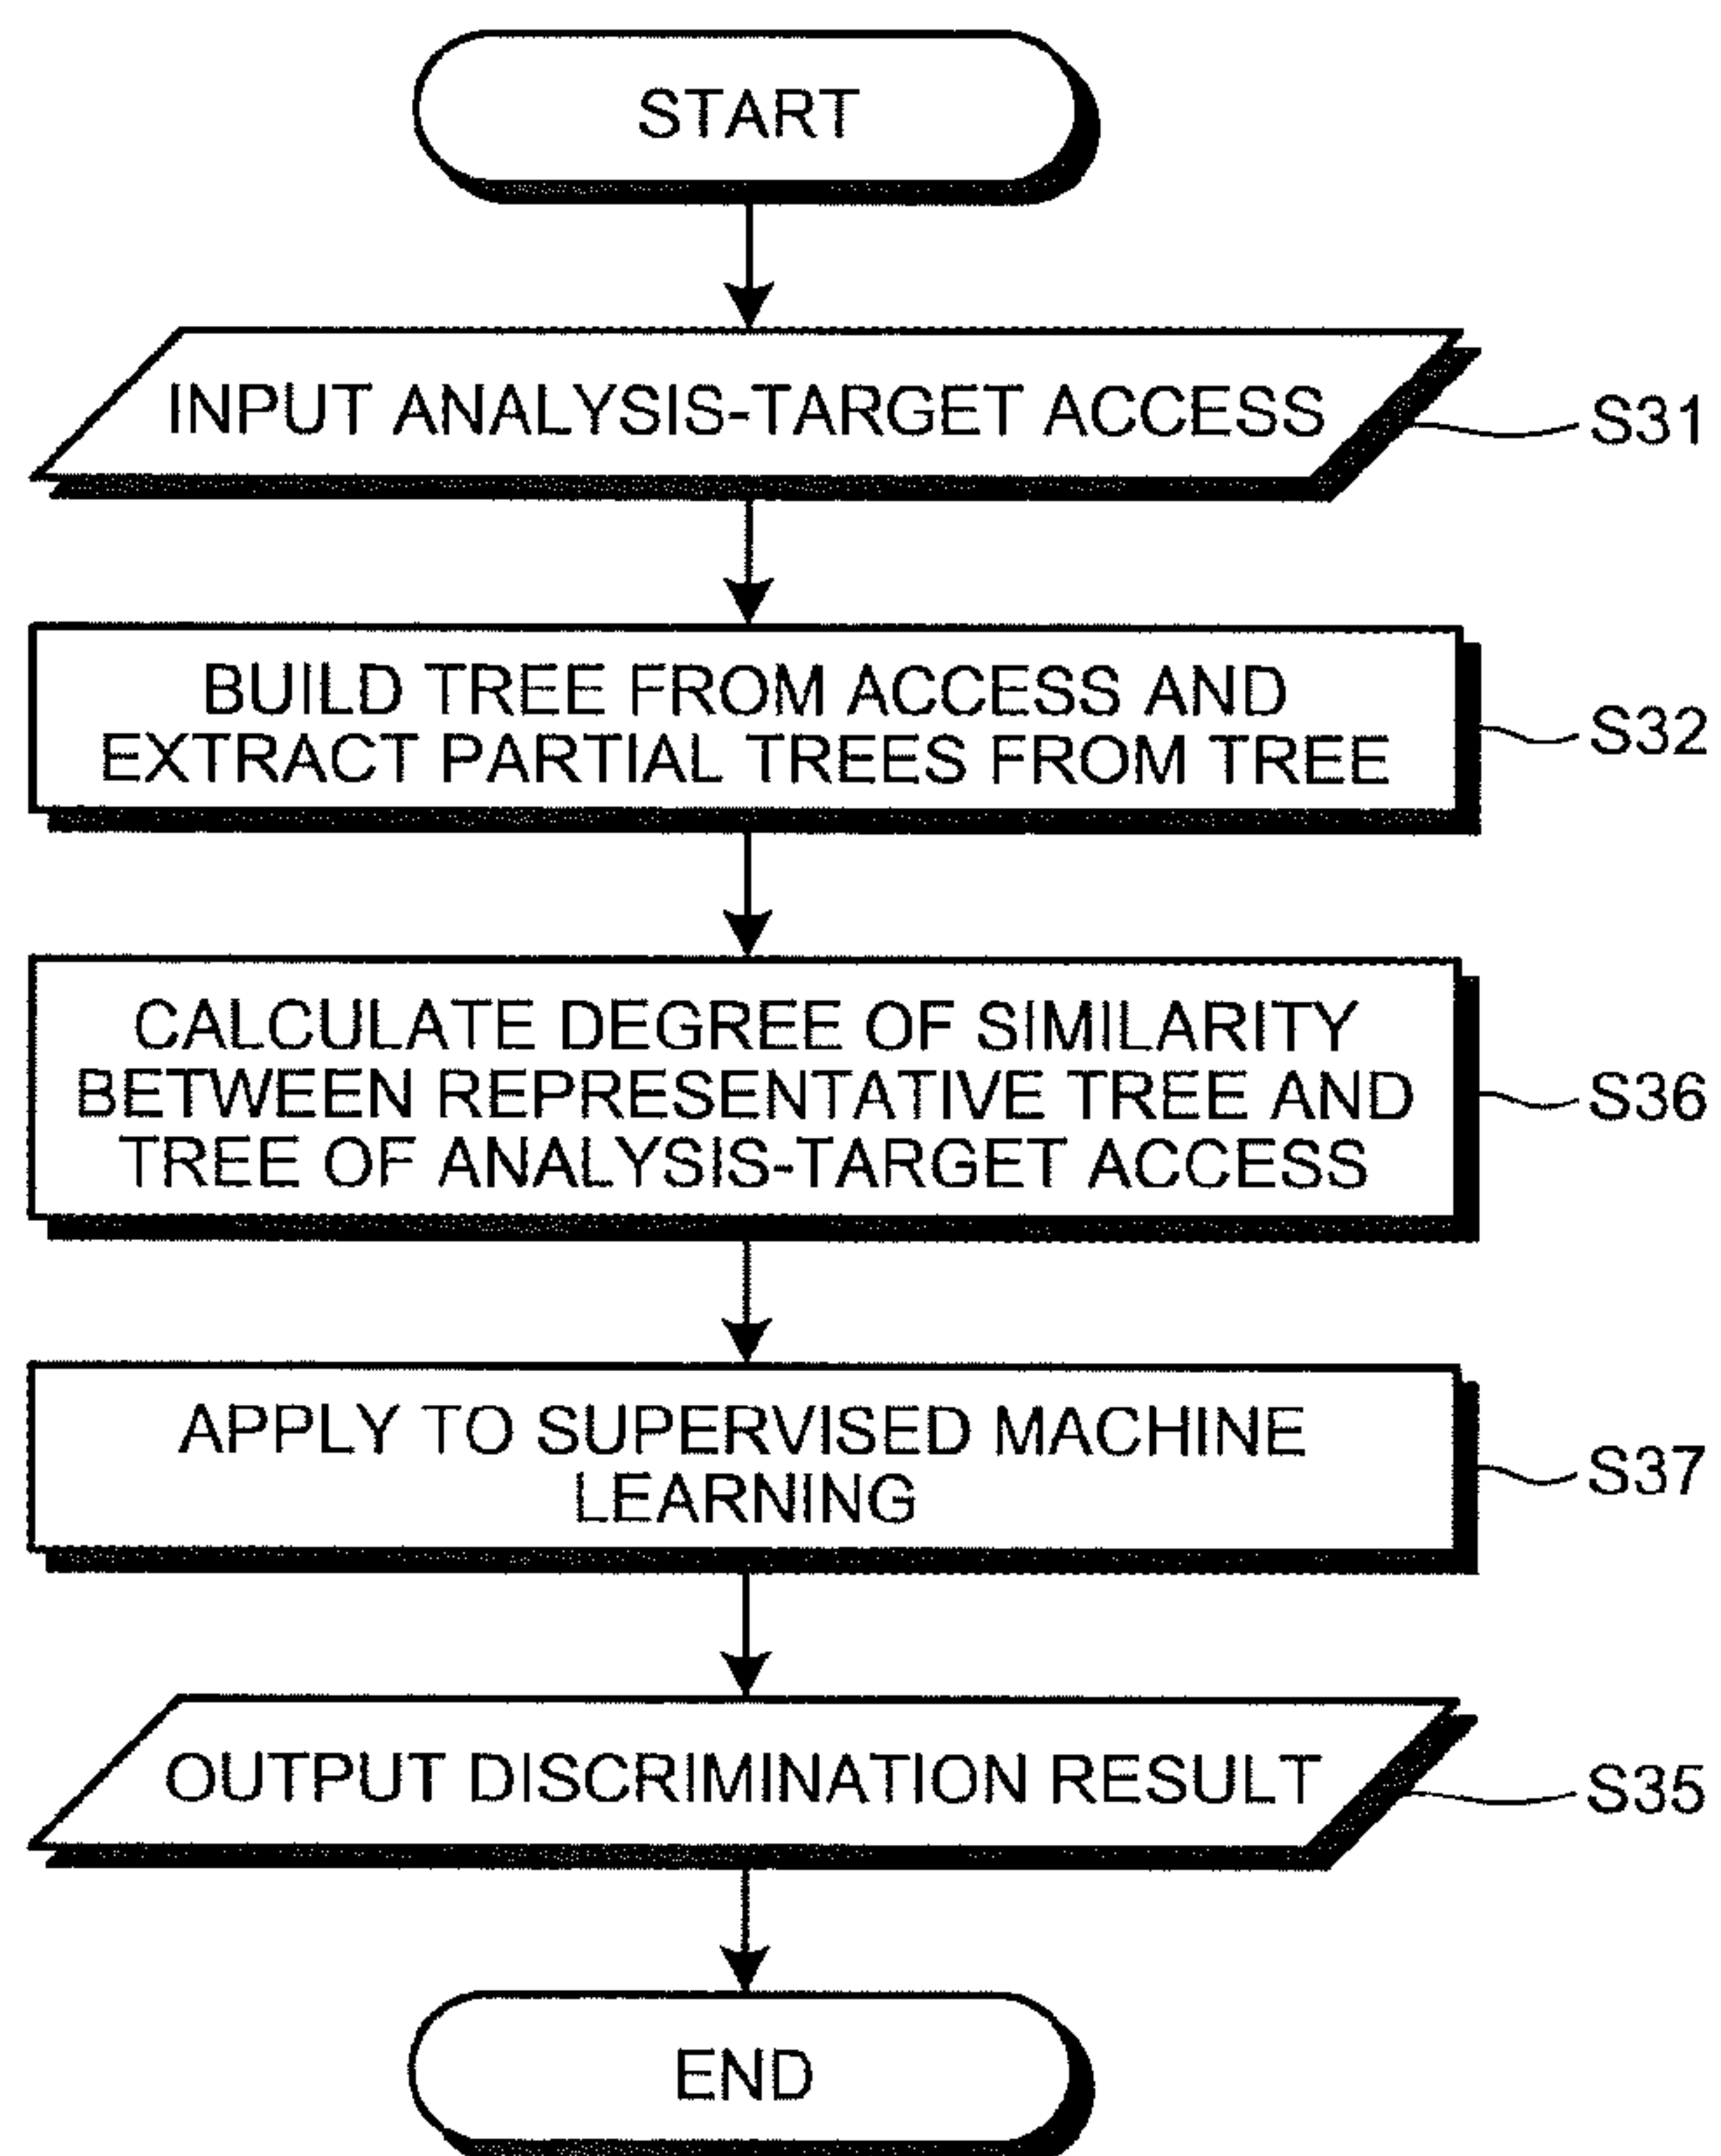 START
INPUT ANALYSIS-TARGET ACCESS
S31
BUILD TREE FROM ACCESS AND
EXTRACT PARTIAL TREES FROM TREE
S32
CALCULATE DEGREE OF SIMILARITY
BETWEEN REPRESENTATIVE TREE AND
TREE OF ANALYSIS-TARGET ACCESS
S36
APPLY TO SUPERVISED MACHINE
LEARNING
S37
OUTPUT DISCRIMINATION RESULT
S35
END